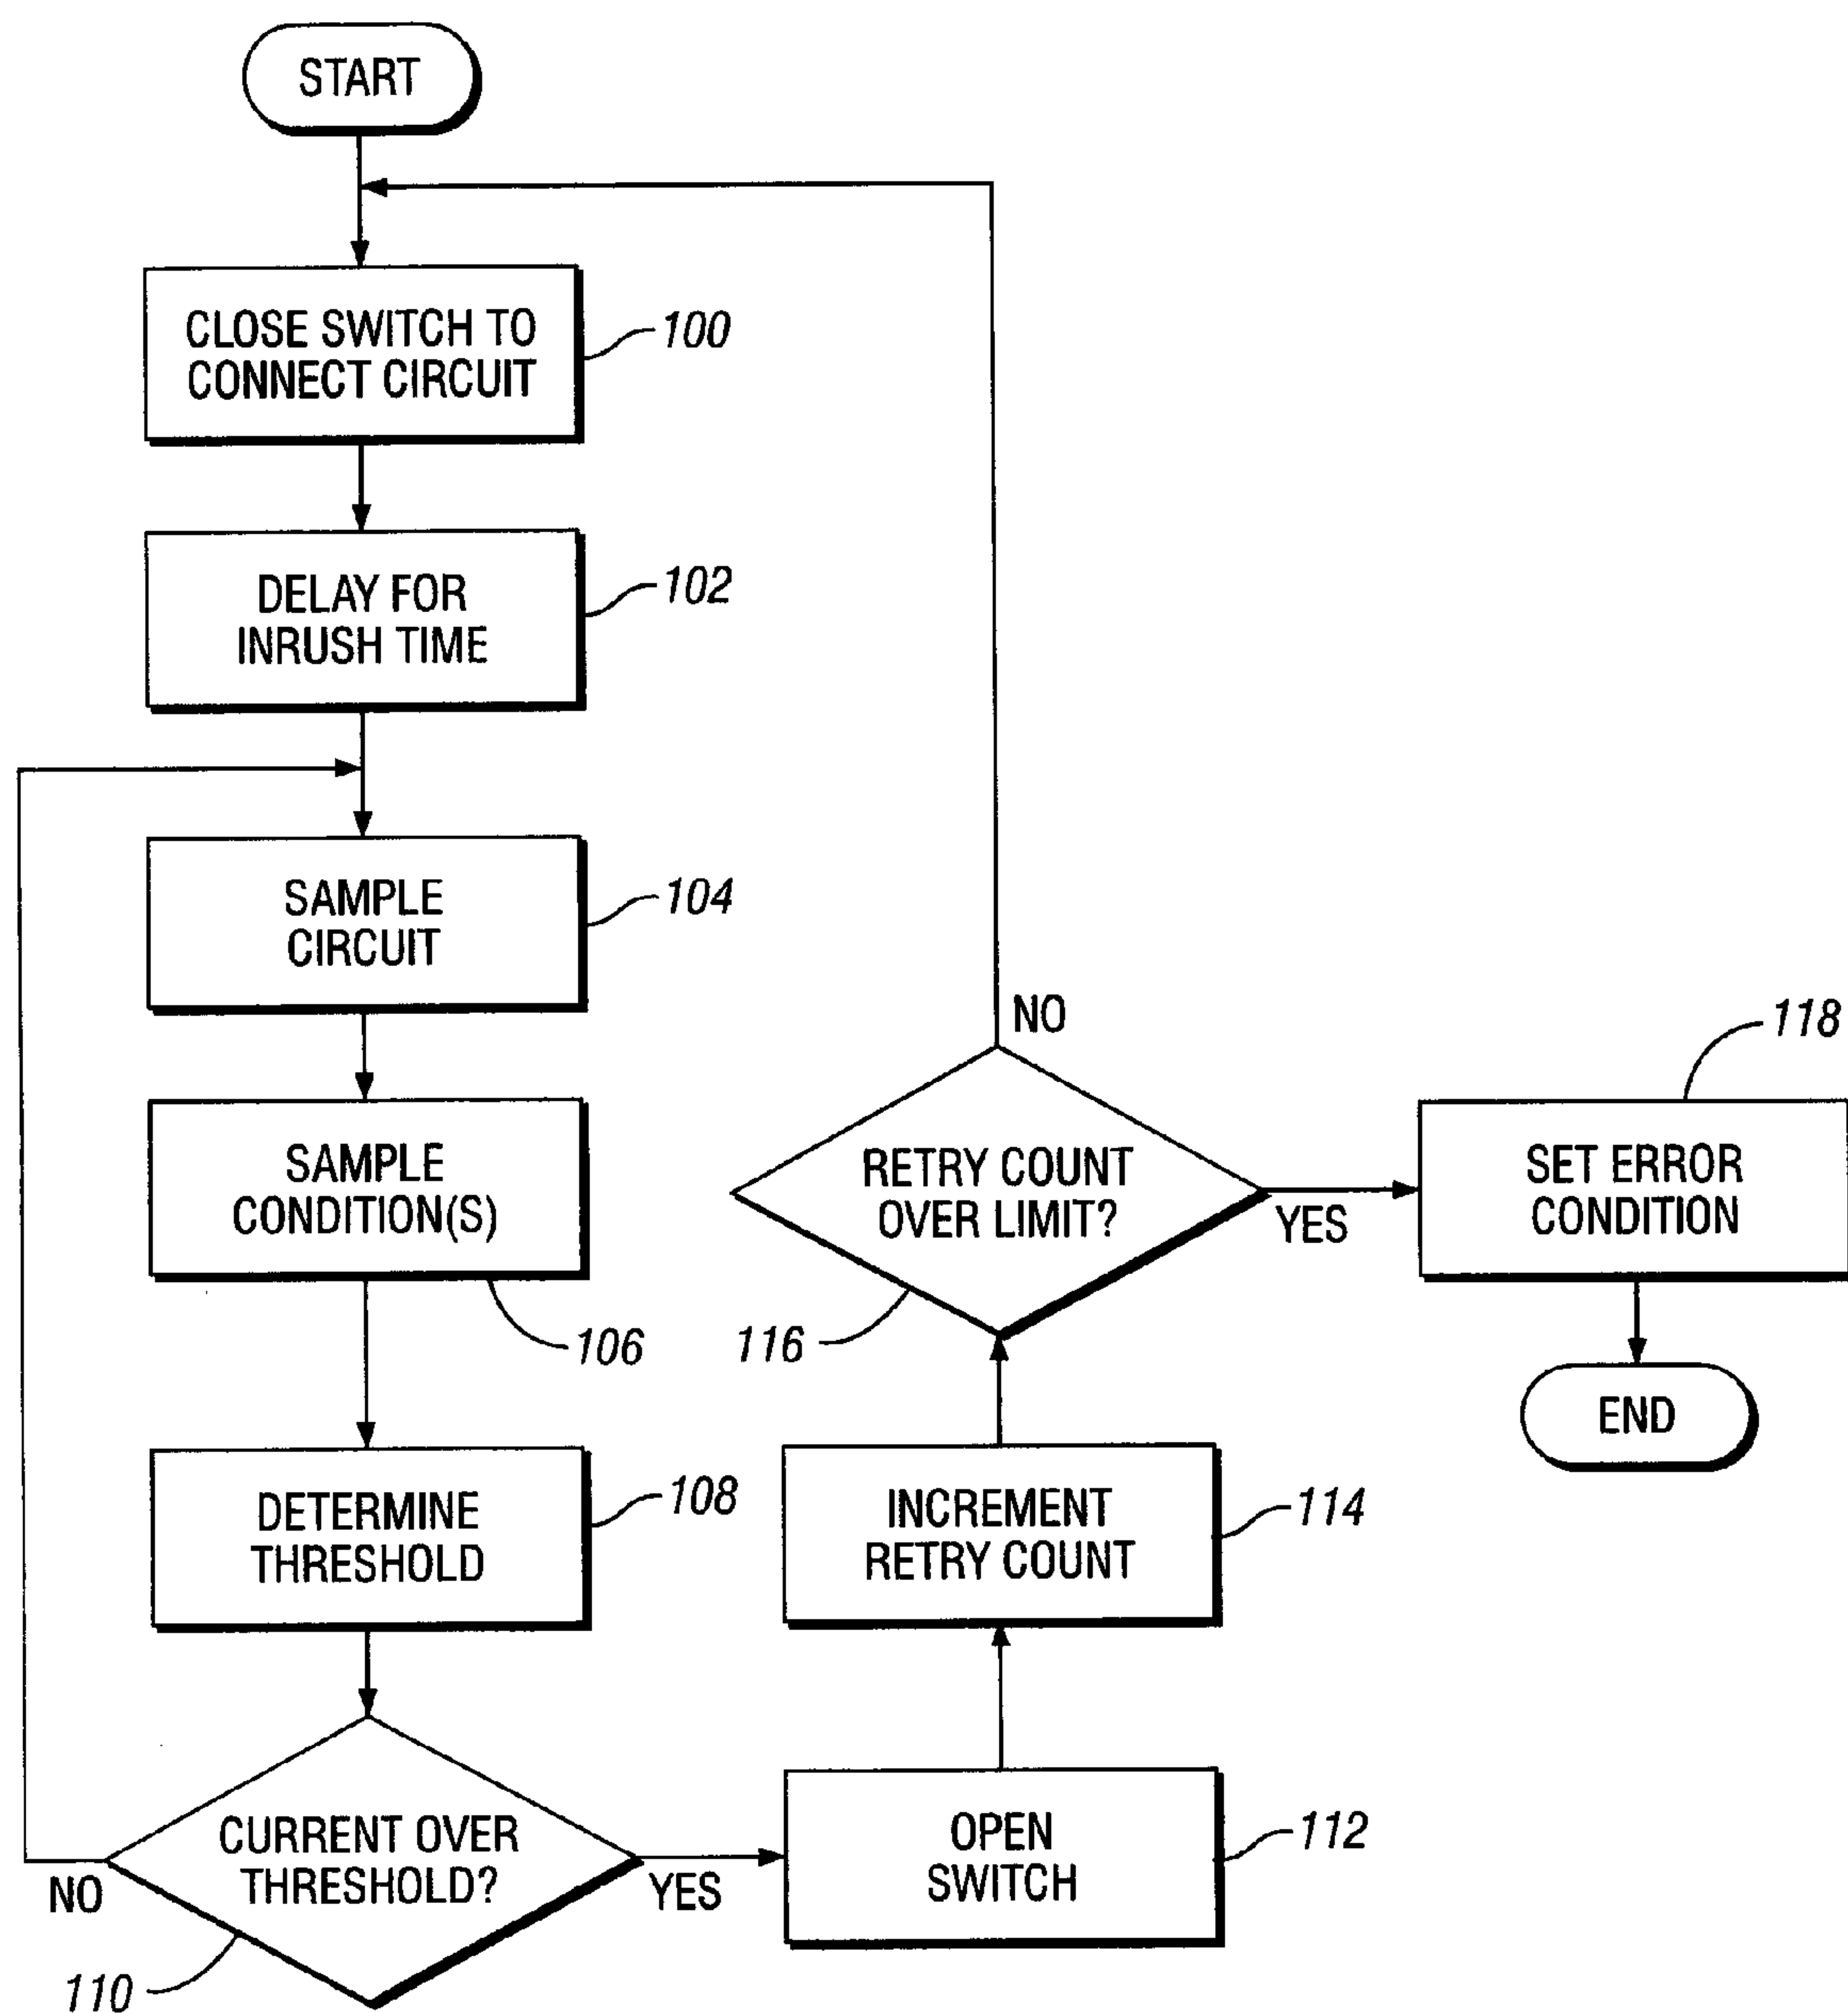 START
CLOSE SWITCH TO
CONNECT CIRCUIT
100
DELAY FOR
INRUSH TIME
102
SAMPLE
CIRCUIT
104
SAMPLE
CONDITION(S)
106
DETERMINE
THRESHOLD
108
CURRENT OVER
THRESHOLD?
NO
YES
110
OPEN
SWITCH
112
INCREMENT
RETRY COUNT
114
RETRY COUNT
OVER LIMIT?
NO
YES
116
SET ERROR
CONDITION
118
END